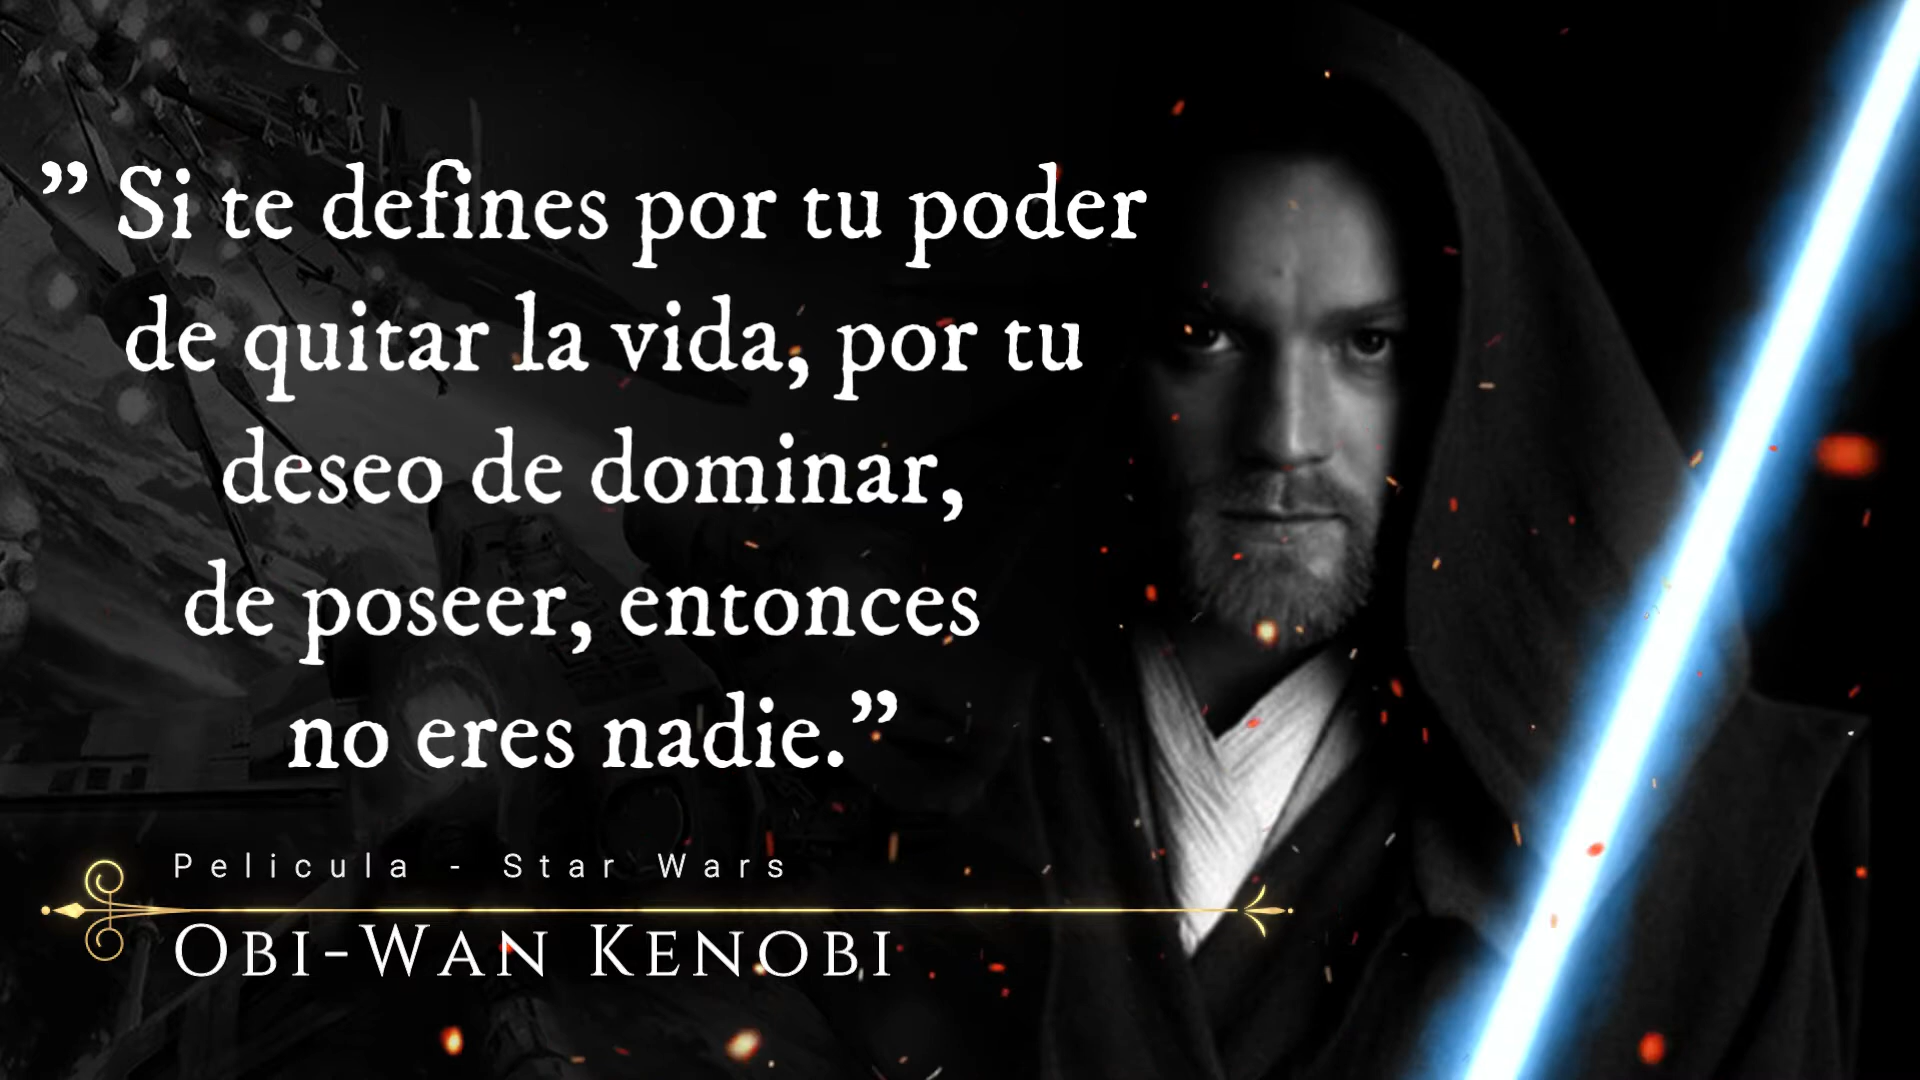 ” Si te defines por tu poder
de quitar la vida, por tu
deseo de dominar,
de poseer, entonces
no eres nadie.”
Pelicula - Star Wars
OBI-WAN KENOBI